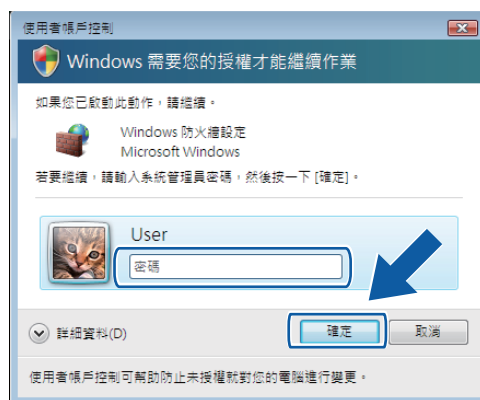 使用者帳戶控制
Windows 需要您的授權才能繼續作業
如果您已啟動此動作，請繼續。
Windows 防火牆設定
Microsoft Windows
若要繼續，請輸入系統管理員密碼，然後按一下 [確定]。
User
密碼
詳細資料(D)
確定
取消
使用者帳戶控制可幫助防止未授權就對您的電腦進行變更。